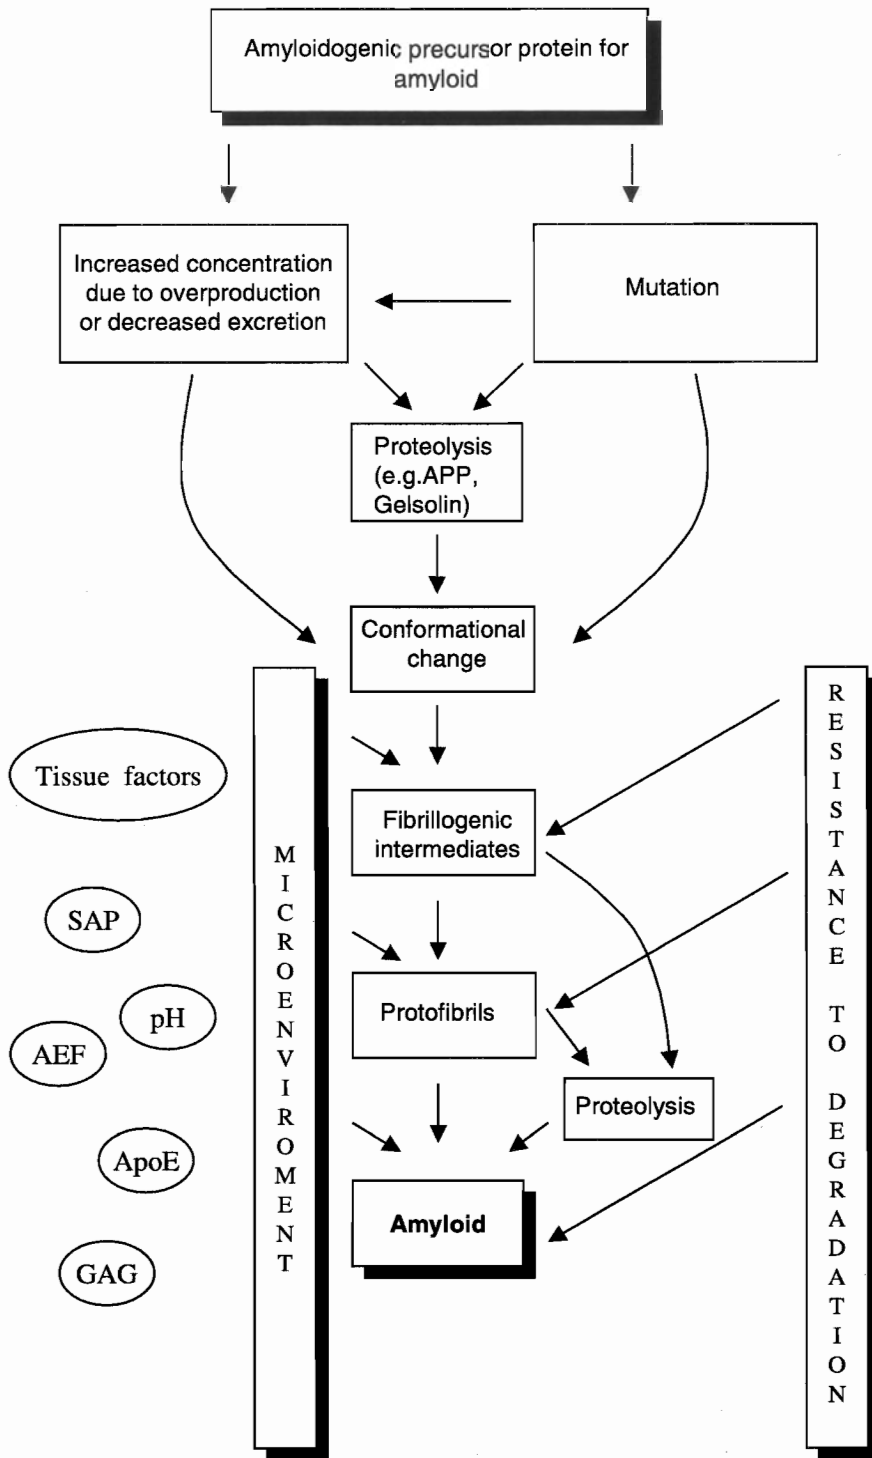 Amyloidogenic precursor protein for
amyloid
Increased concentration
due to overproduction
or decreased excretion
Mutation
Proteolysis
(e.g.APP,
Gelsolin)
Conformational
change
Tissue factors
SAP
pH
AEF
ApoE
GAG
MICROENVIROMENT
Fibrillogenic
intermediates
Protofibrils
Proteolysis
Amyloid
RESISTANCE TO DEGRADATION